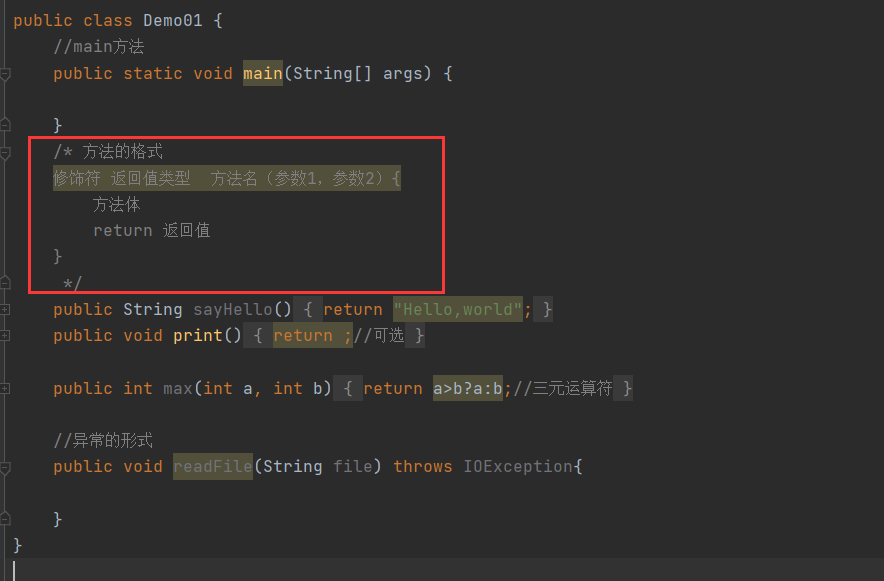 public class Demo01 {
//main方法
public static void main(String[] args) {
}
/* 方法的格式
修饰符 返回值类型  方法名（参数1，参数2）{
方法体
return 返回值
}
*/
public String sayHello() { return "Hello,world"; }
public void print() { return ;//可选 }
public int max(int a, int b) { return a>b?a:b;//三元运算符 }
//异常的形式
public void readFile(String file) throws IOException{
}
}